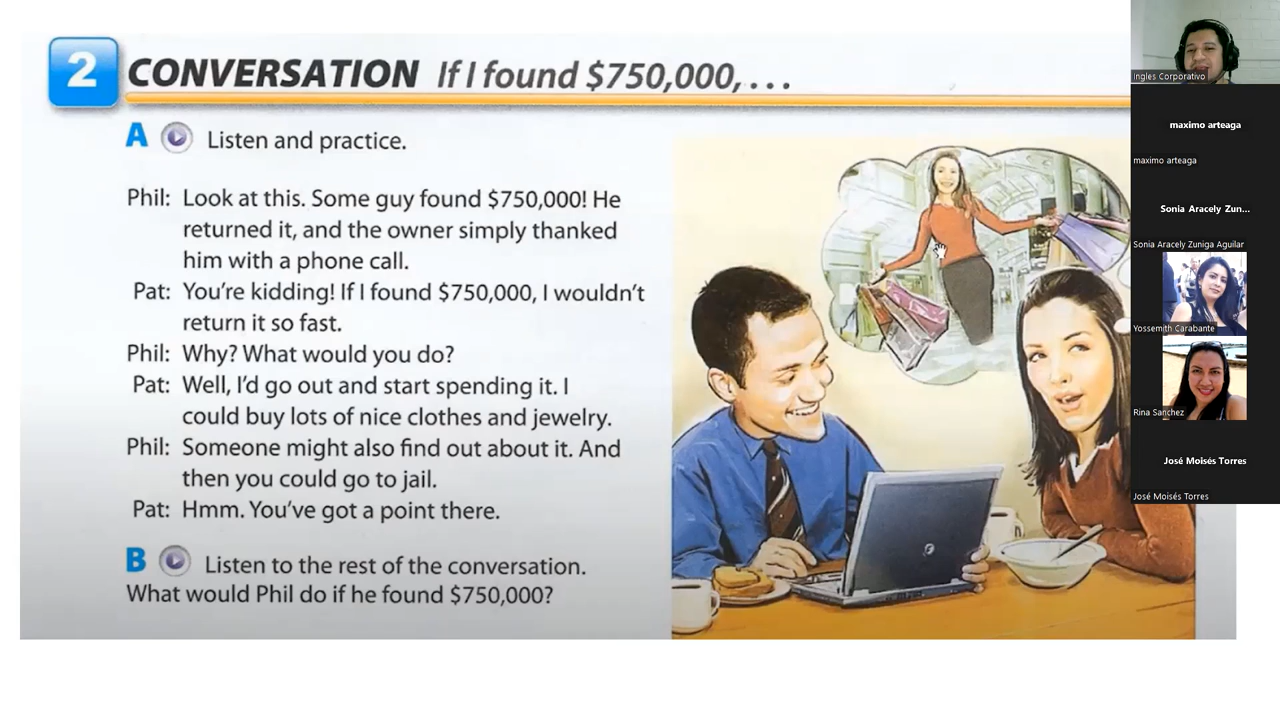 2 CONVERSATION If I found $750,000, . . .
A Listen and practice.
Phil: Look at this. Some guy found $750,000! He
returned it, and the owner simply thanked
him with a phone call.
Pat: You're kidding! If I found $750,000, I wouldn't
return it so fast.
Phil: Why? What would you do?
Pat: Well, I'd go out and start spending it. I
could buy lots of nice clothes and jewelry.
Phil: Someone might also find out about it. And
then you could go to jail.
Pat: Hmm. You've got a point there.
B Listen to the rest of the conversation.
What would Phil do if he found $750,000?
Ingles Corporativo
maximo arteaga
maximo arteaga
Sonia Aracely Zun...
Sonia Aracely Zuniga Aguilar
Yossemith Carabante
Rina Sanchez
José Moisés Torres
José Moisés Torres